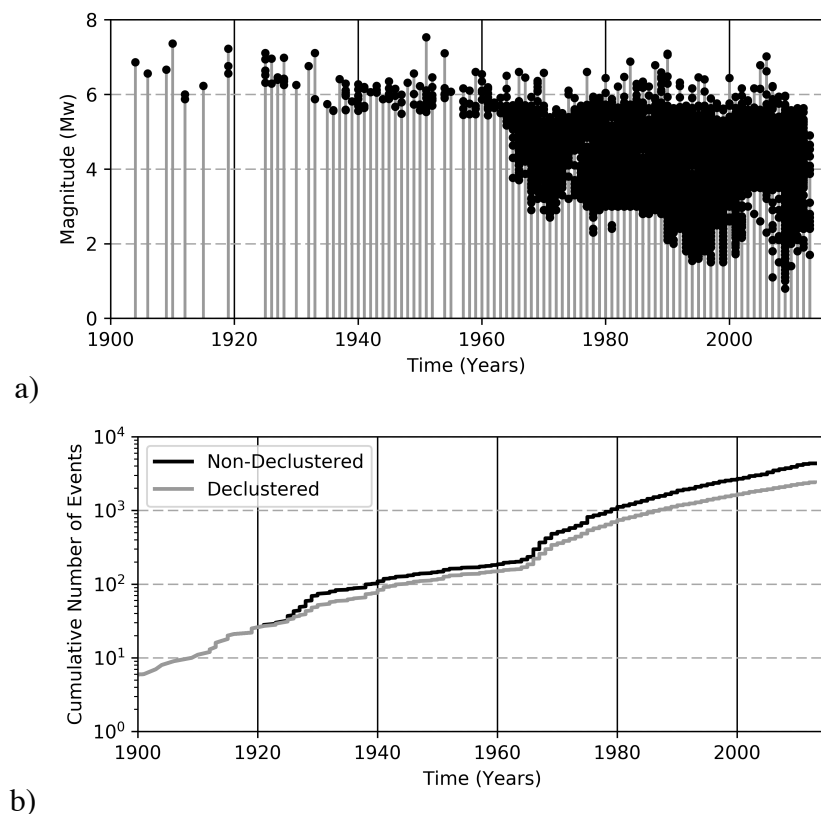 8
6
4
2
0
Magnitude (Mw)
1900 1920 1940 1960 1980 2000
Time (Years)
a)
10^4
10^3
10^2
10^1
10^0
Cumulative Number of Events
Non-Declustered
Declustered
1900 1920 1940 1960 1980 2000
Time (Years)
b)